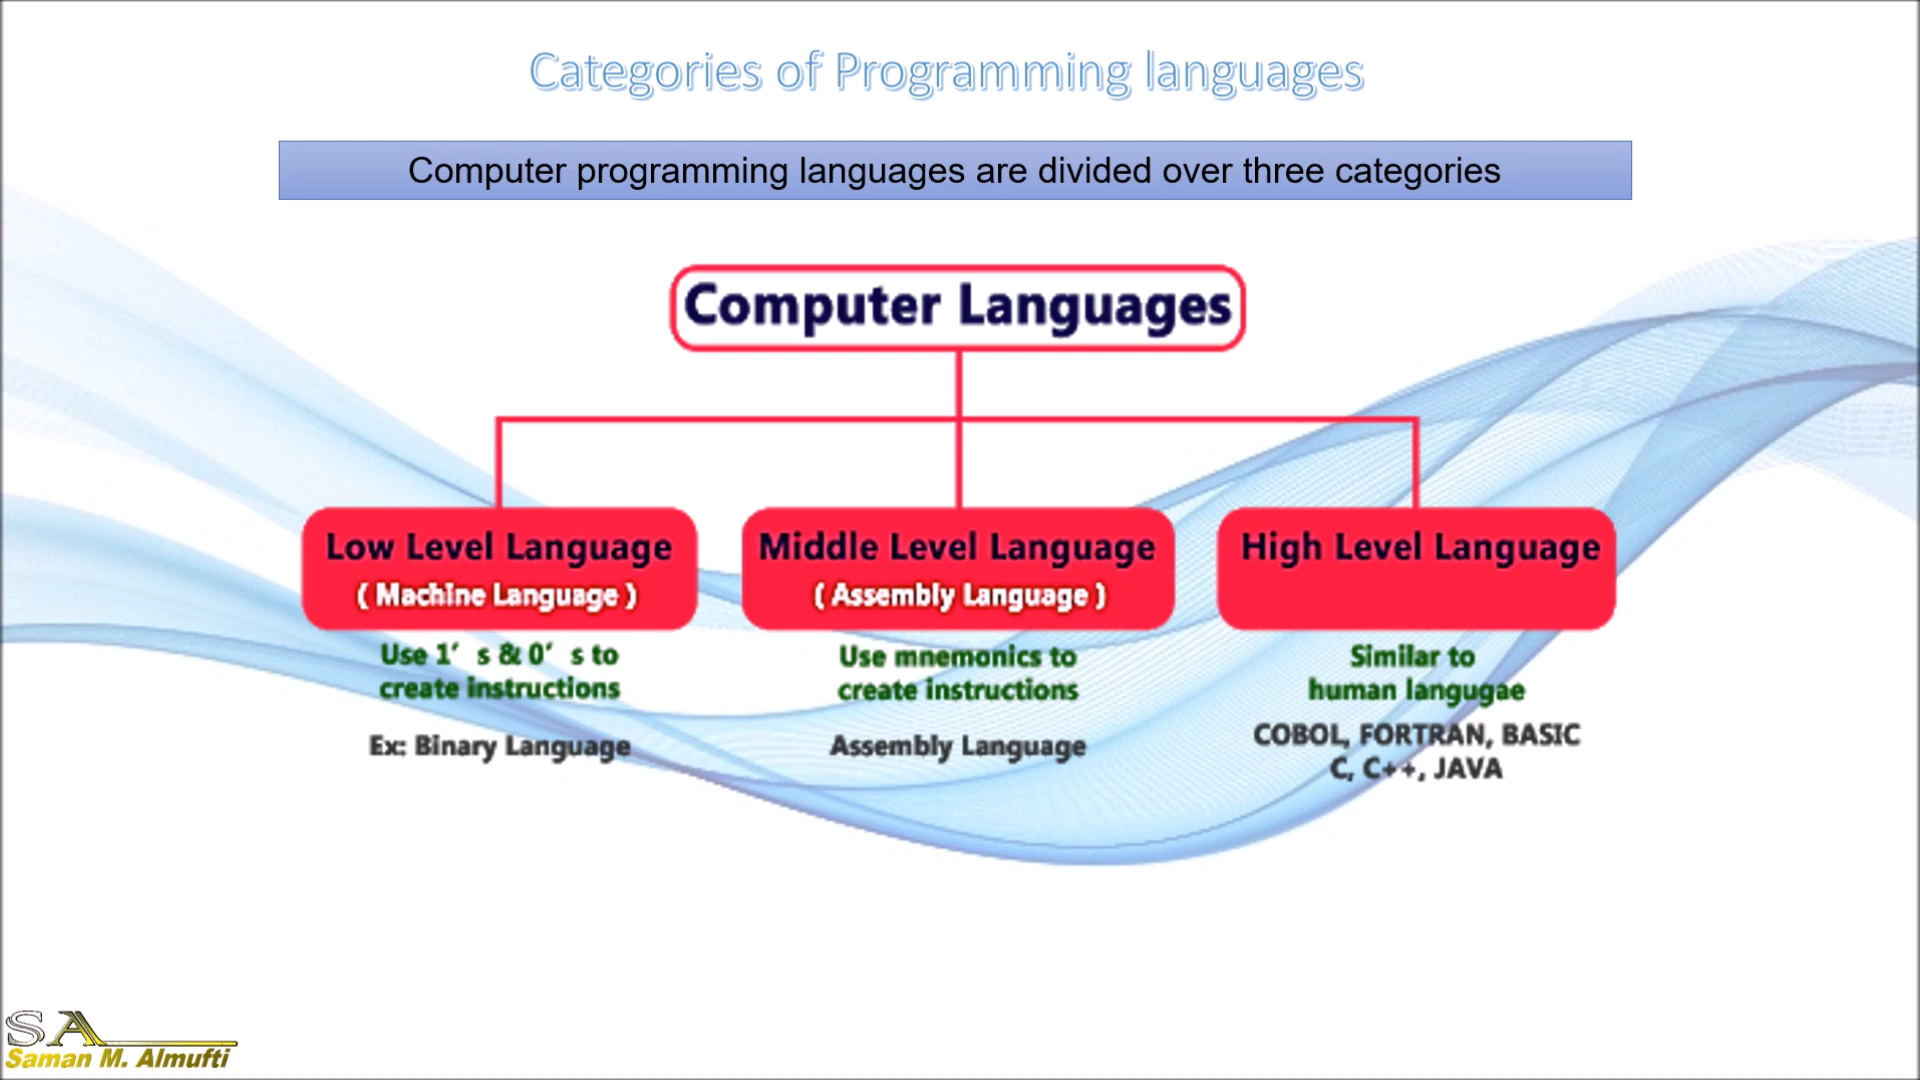 Categories of Programming languages
Computer programming languages are divided over three categories
Computer Languages
Low Level Language
( Machine Language )
Use 1′ s & 0′ s to
create instructions
Ex: Binary Language
Middle Level Language
( Assembly Language )
Use mnemonics to
create instructions
Assembly Language
High Level Language
Similar to
human langugae
COBOL, FORTRAN, BASIC
C, C++, JAVA
SA
Saman M. Almufti